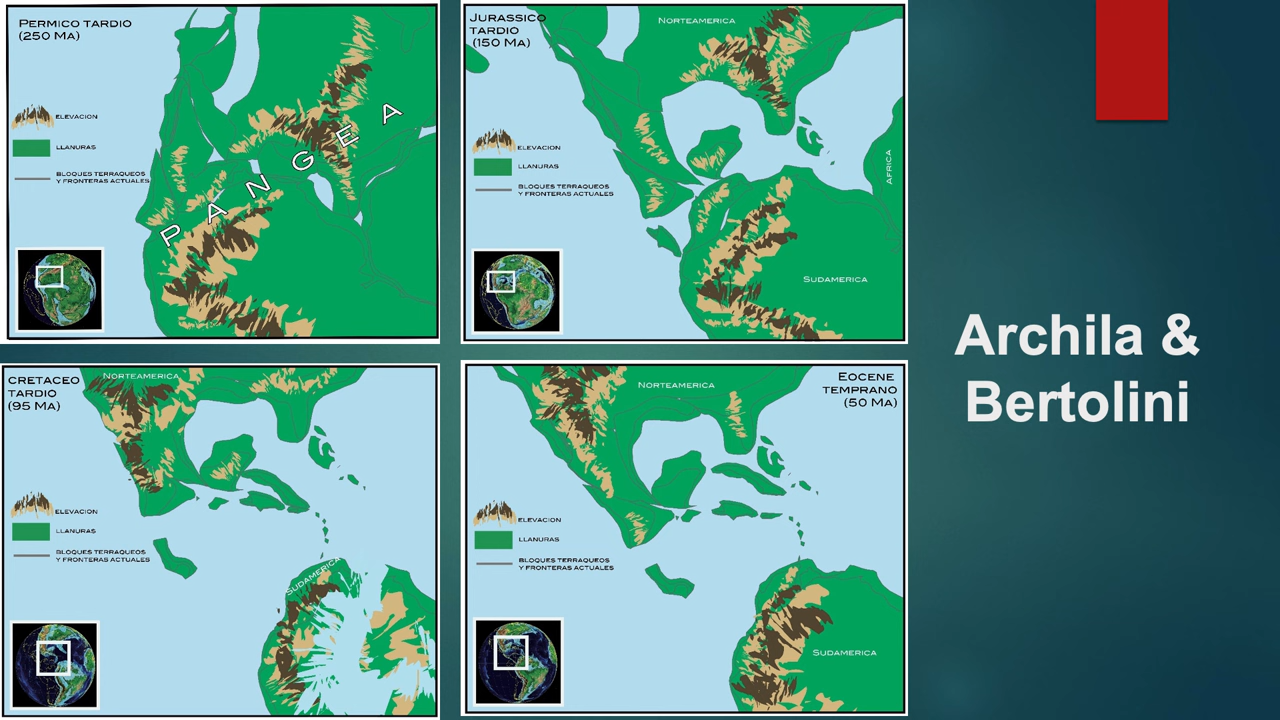 PERMICO TARDIO
(250 MA)
ELEVACION
LLANURAS
BLOQUES TERRAQUEOS
Y FRONTERAS ACTUALES
PANGEA
JURASSICO
TARDIO
(150 MA)
NORTEAMERICA
ELEVACION
LLANURAS
BLOQUES TERRAQUEOS
Y FRONTERAS ACTUALES
AFRICA
SUDAMERICA
CRETACEO
TARDIO
(95 MA)
NORTEAMERICA
ELEVACION
LLANURAS
BLOQUES TERRAQUEOS
Y FRONTERAS ACTUALES
SUDAMERICA
EOCENE
TEMPRANO
(50 MA)
NORTEAMERICA
ELEVACION
LLANURAS
BLOQUES TERRAQUEOS
Y FRONTERAS ACTUALES
SUDAMERICA
Archila &
Bertolini